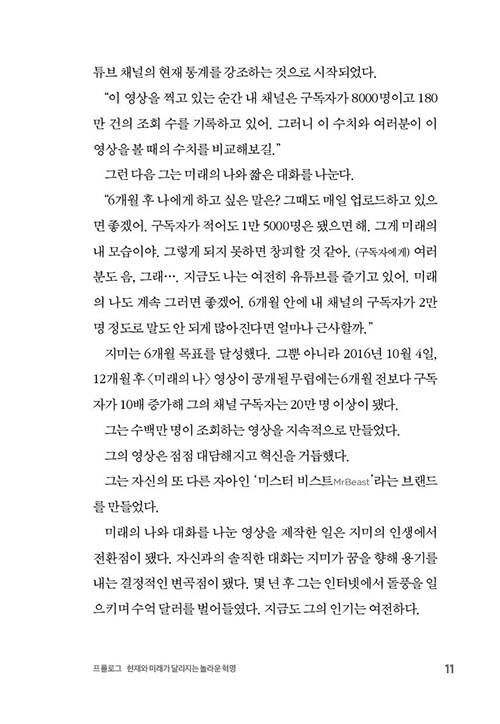 튜브 채널의 현재 통계를 강조하는 것으로 시작되었다.
“이 영상을 찍고 있는 순간 내 채널은 구독자가 8000명이고 180
만 건의 조회 수를 기록하고 있어. 그러니 이 수치와 여러분이 이
영상을 볼 때의 수치를 비교해보길.”
그런 다음 그는 미래의 나와 짧은 대화를 나눈다.
“6개월 후 나에게 하고 싶은 말은? 그때도 매일 업로드하고 있으
면 좋겠어. 구독자가 적어도 1만 5000명은 됐으면 해. 그게 미래의
내 모습이야. 그렇게 되지 못하면 창피할 것 같아. (구독자에게) 여러
분도 음, 그래…. 지금도 나는 여전히 유튜브를 즐기고 있어. 미래
의 나도 계속 그러면 좋겠어. 6개월 안에 내 채널의 구독자가 2만
명 정도로 말도 안 되게 많아진다면 얼마나 근사할까.”
지미는 6개월 목표를 달성했다. 그뿐 아니라 2016년 10월 4일,
12개월 후 〈미래의 나〉 영상이 공개될 무렵에는 6개월 전보다 구독
자가 10배 증가해 그의 채널 구독자는 20만 명 이상이 됐다.
그는 수백만 명이 조회하는 영상을 지속적으로 만들었다.
그의 영상은 점점 대담해지고 혁신을 거듭했다.
그는 자신의 또 다른 자아인 ‘미스터 비스트MrBeast’라는 브랜드
를 만들었다.
미래의 나와 대화를 나눈 영상을 제작한 일은 지미의 인생에서
전환점이 됐다. 자신과의 솔직한 대화는 지미가 꿈을 향해 용기를
내는 결정적인 변곡점이 됐다. 몇 년 후 그는 인터넷에서 돌풍을 일
으키며 수억 달러를 벌어들였다. 지금도 그의 인기는 여전하다.
프롤로그 현재와 미래가 달라지는 놀라운 혁명
11